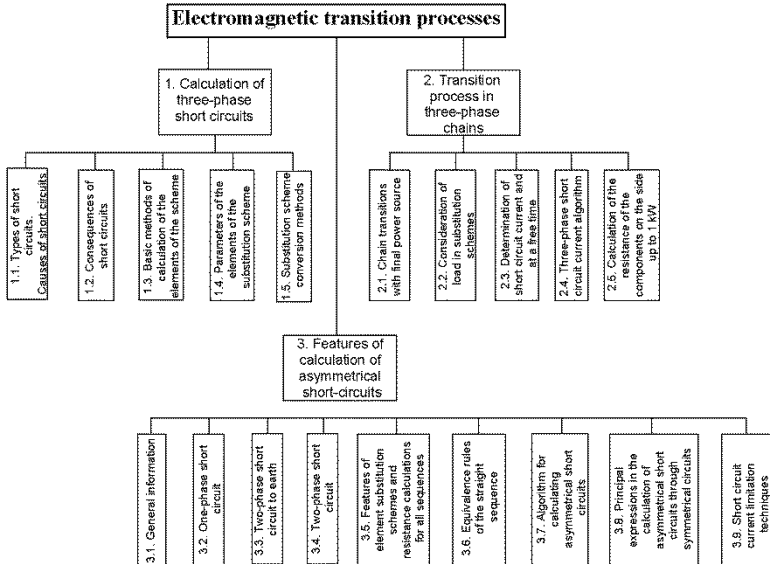 Electromagnetic transition processes
1. Calculation of
three-phase
short circuits
2. Transition
process in
three-phase
chains
1.1. Types of short
circuits.
Causes of short circuits
1.2. Consequences of
short circuits
1.3. Basic methods of
calculation of the
elements of the scheme
1.4. Parameters of the
elements of the
substitution scheme
1.5. Substitution scheme
conversion methods
2.1. Chain transitions
with final power source
2.2. Consideration of
load in substitution
schemes
2.3. Determination of
short circuit current and
at a free time
2.4. Three-phase short
circuit current algorithm
2.5. Calculation of the
resistance of the
components on the side
up to 1 kW
3. Features of
calculation of
asymmetrical
short-circuits
3.1. General information
3.2. One-phase short
circuit
3.3. Two-phase short
circuit to earth
3.4. Two-phase short
circuit
3.5. Features of
element substitution
schemes and
resistance calculations
for all sequences
3.6. Equivalence rules
of the straight
sequence
3.7. Algorithm for
calculating
asymmetrical short
circuits
3.8. Principal
expressions in the
calculation of
asymmetrical short
circuits through
symmetrical circuits
3.9. Short circuit
current limitation
techniques